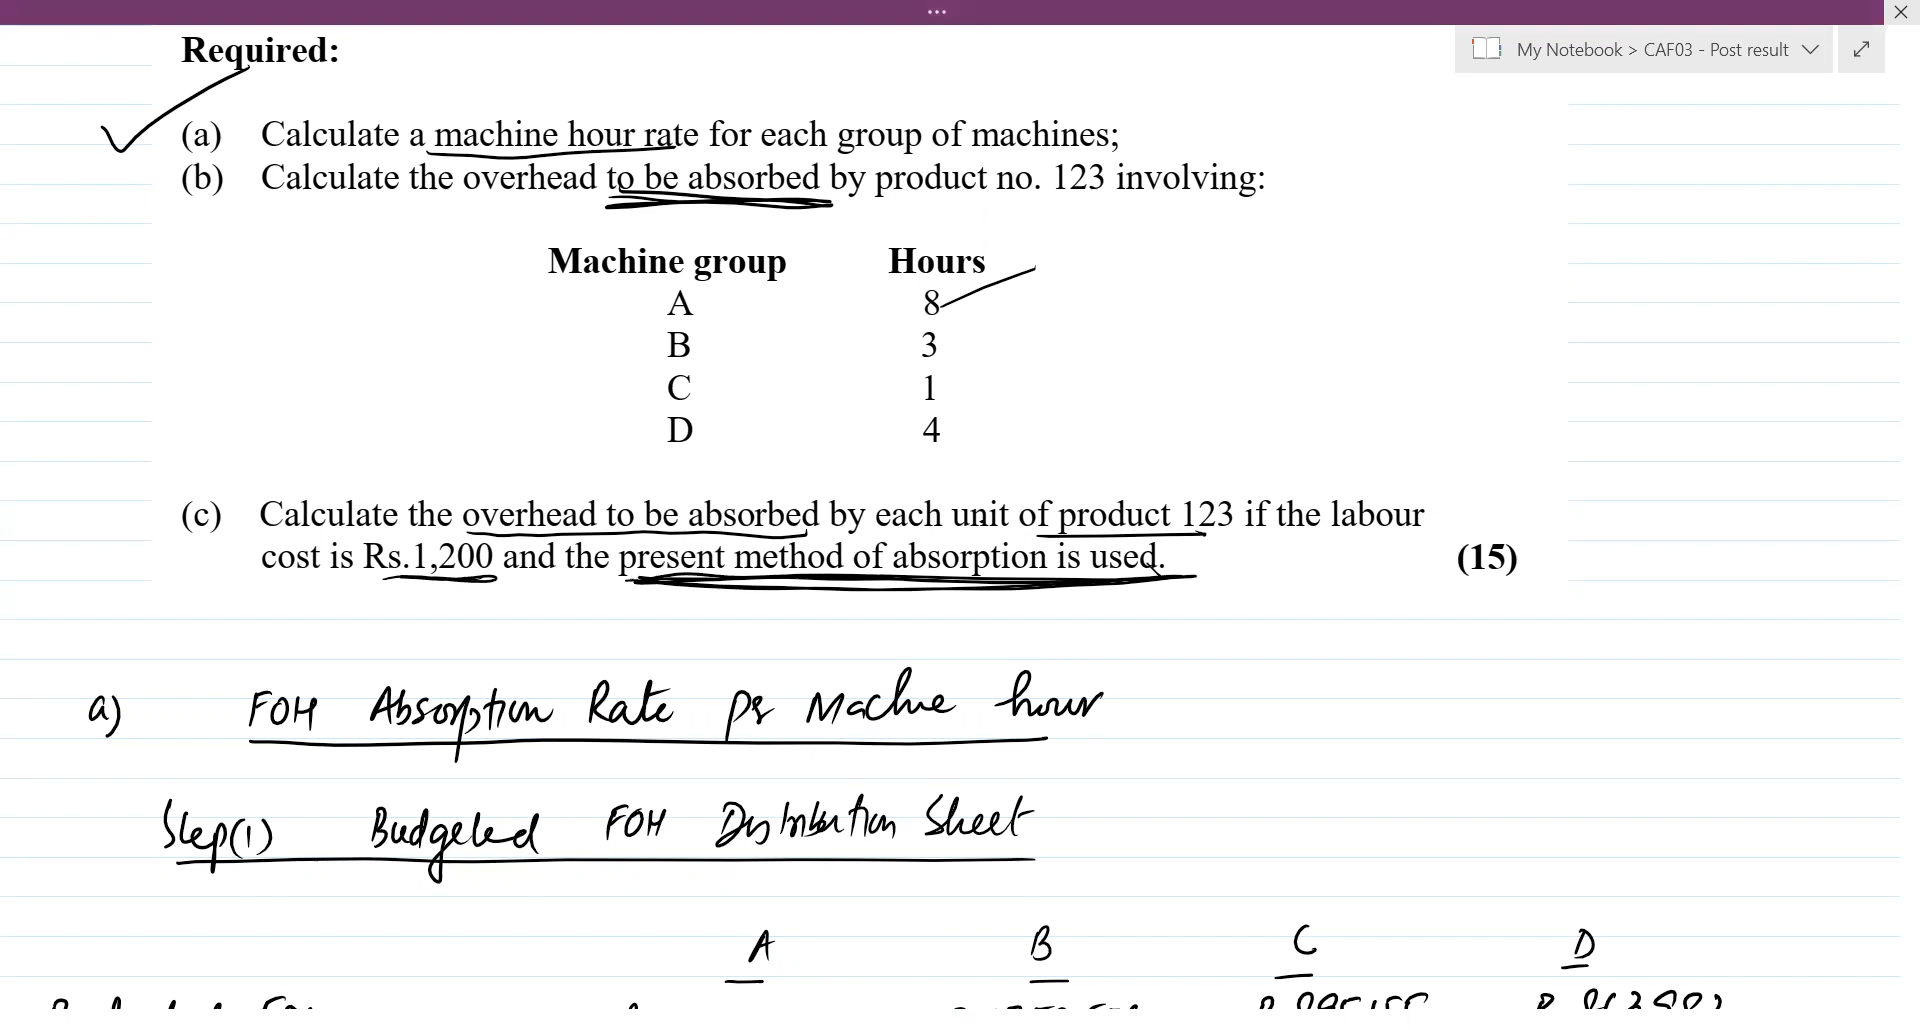 ...
Required:
My Notebook > CAF03 - Post result
(a) Calculate a machine hour rate for each group of machines;
(b) Calculate the overhead to be absorbed by product no. 123 involving:
Machine group Hours
A 8
B 3
C 1
D 4
(c) Calculate the overhead to be absorbed by each unit of product 123 if the labour
cost is Rs.1,200 and the present method of absorption is used. (15)
a) FOH Absorption Rate per Machine hour
Step(1) Budgeted FOH Distribution Sheet
A B C D